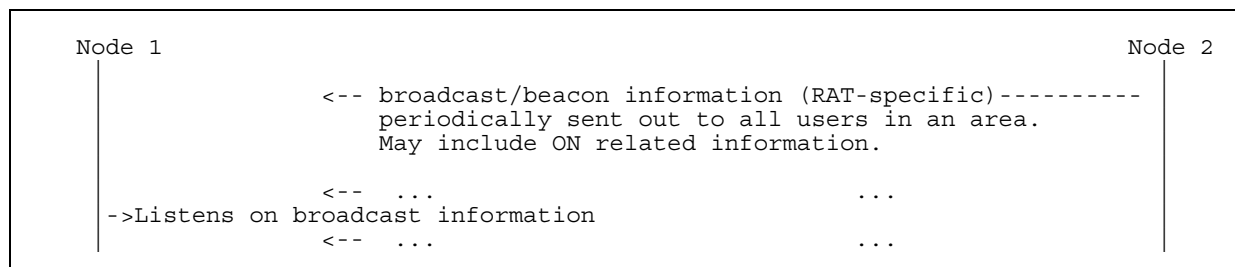 Node 1 Node 2
<-- broadcast/beacon information (RAT-specific)----------
periodically sent out to all users in an area.
May include ON related information.
<-- ... ...
->Listens on broadcast information
<-- ... ...